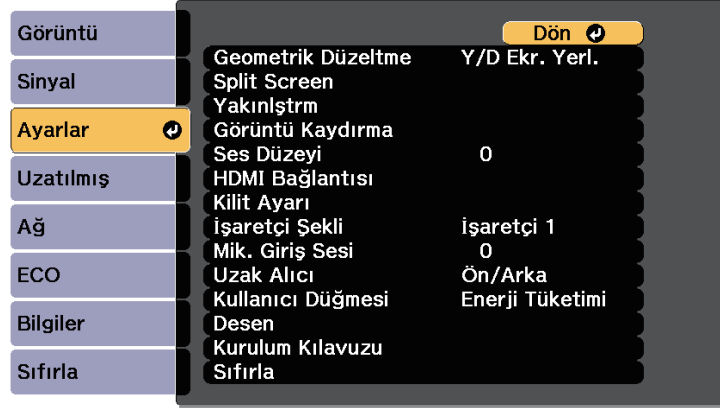 Görüntü
Sinyal
Ayarlar
Uzatılmış
Ağ
ECO
Bilgiler
Sıfırla
Dön
Geometrik Düzeltme Y/D Ekr. Yerl.
Split Screen
Yakınlştrm
Görüntü Kaydırma
Ses Düzeyi 0
HDMI Bağlantısı
Kilit Ayarı
İşaretçi Şekli İşaretçi 1
Mik. Giriş Sesi 0
Uzak Alıcı Ön/Arka
Kullanıcı Düğmesi Enerji Tüketimi
Desen
Kurulum Kılavuzu
Sıfırla